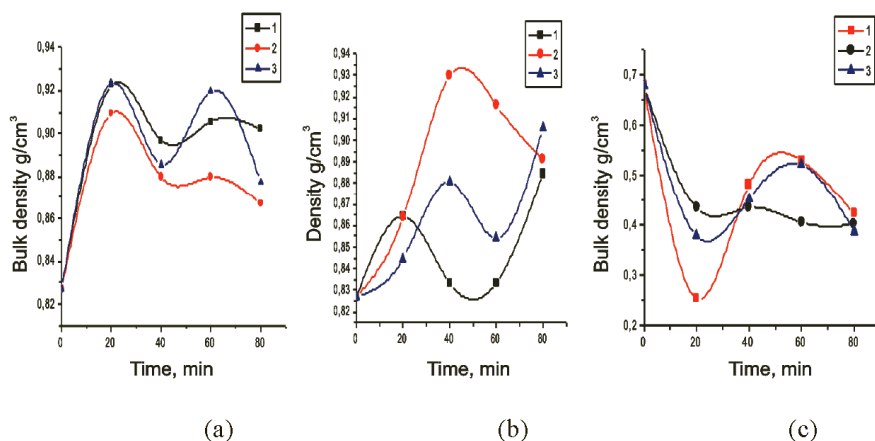 1
2
3
0,94
0,92
0,90
0,88
0,86
0,84
0,82
Bulk density g/cm³
0 20 40 60 80
Time, min
(a)
1
2
3
0,94
0,93
0,92
0,91
0,90
0,89
0,88
0,87
0,86
0,85
0,84
0,83
0,82
Density g/cm³
0 20 40 60 80
Time, min
(b)
1
2
3
0,7
0,6
0,5
0,4
0,3
0,2
Bulk density g/cm³
0 20 40 60 80
Time, min
(c)